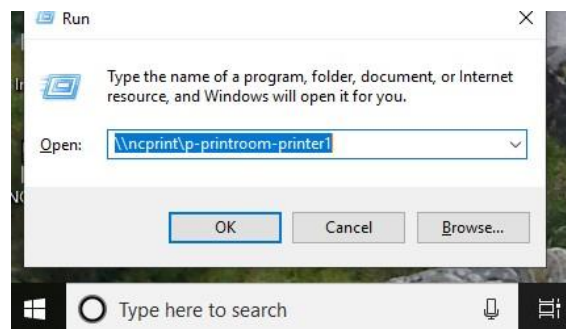 Run
Type the name of a program, folder, document, or Internet
resource, and Windows will open it for you.
Open:
\\ncprint\p-printroom-printer1
OK
Cancel
Browse...
Type here to search